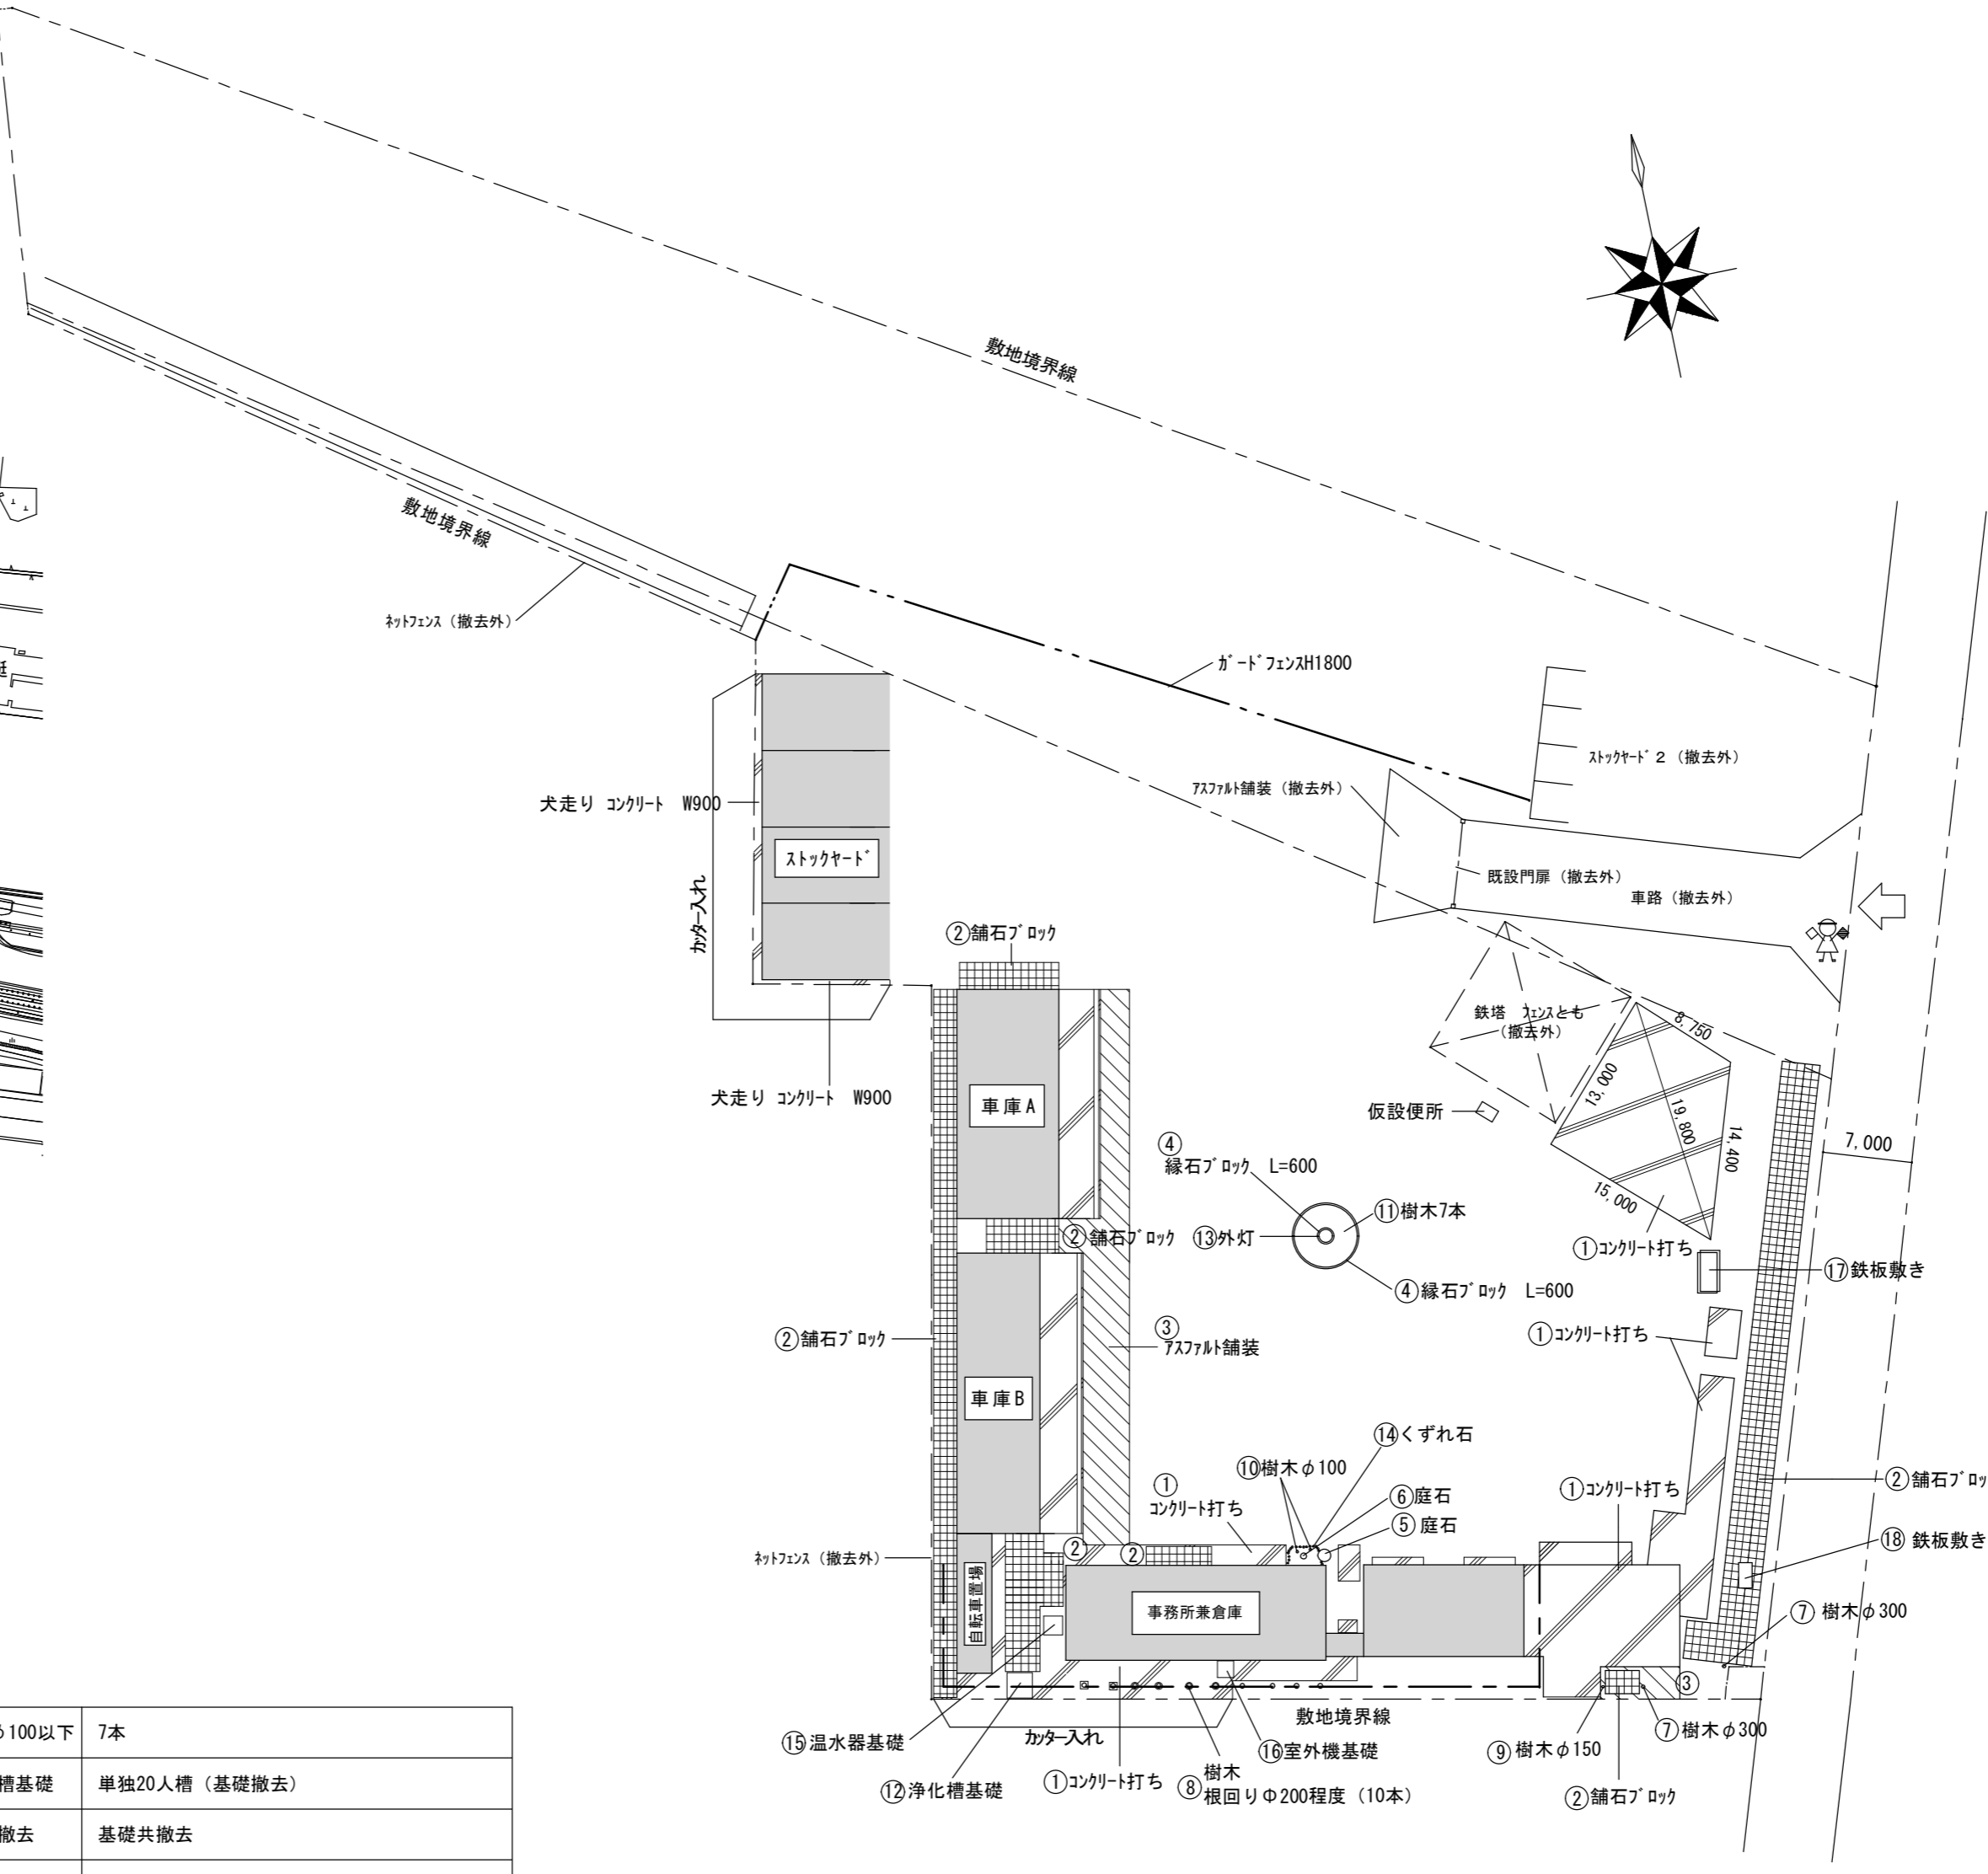 敷地境界線
敷地境界線
ﾈｯﾄﾌｪﾝｽ（撤去外）
ｶﾞｰﾄﾞﾌｪﾝｽH1800
ｽﾄｯｸﾔｰﾄﾞ２（撤去外）
ｱｽﾌｧﾙﾄ舗装（撤去外）
犬走り ｺﾝｸﾘｰﾄ W900
ストックヤード
既設門扉（撤去外）
車路（撤去外）
ｶｯﾀｰ入れ
②舗石ﾌﾞﾛｯｸ
鉄塔 ﾌｪﾝｽとも
（撤去外）
8,750
13,000
19,800
14,400
15,000
7,000
犬走り ｺﾝｸﾘｰﾄ W900
車庫A
仮設便所
④
縁石ﾌﾞﾛｯｸ L=600
⑪樹木7本
②舗石ﾌﾞﾛｯｸ
⑬外灯
①ｺﾝｸﾘｰﾄ打ち
⑰鉄板敷き
④縁石ﾌﾞﾛｯｸ L=600
②舗石ﾌﾞﾛｯｸ
③
ｱｽﾌｧﾙﾄ舗装
①ｺﾝｸﾘｰﾄ打ち
車庫B
⑭くずれ石
⑩樹木φ100
①
ｺﾝｸﾘｰﾄ打ち
⑥庭石
⑤庭石
①ｺﾝｸﾘｰﾄ打ち
②舗石ﾌﾞﾛｯ
⑱ 鉄板敷き
ﾈｯﾄﾌｪﾝｽ（撤去外）
②
②
自転車置場
事務所兼倉庫
⑦ 樹木φ300
③
敷地境界線
⑦樹木φ300
⑮温水器基礎
ｶｯﾀｰ入れ
⑯室外機基礎
⑨ 樹木φ150
⑫浄化槽基礎
①ｺﾝｸﾘｰﾄ打ち
樹木
⑧根回りΦ200程度（10本）
②舗石ﾌﾞﾛｯｸ
φ100以下 7本
槽基礎 単独20人槽（基礎撤去）
撤去 基礎共撤去